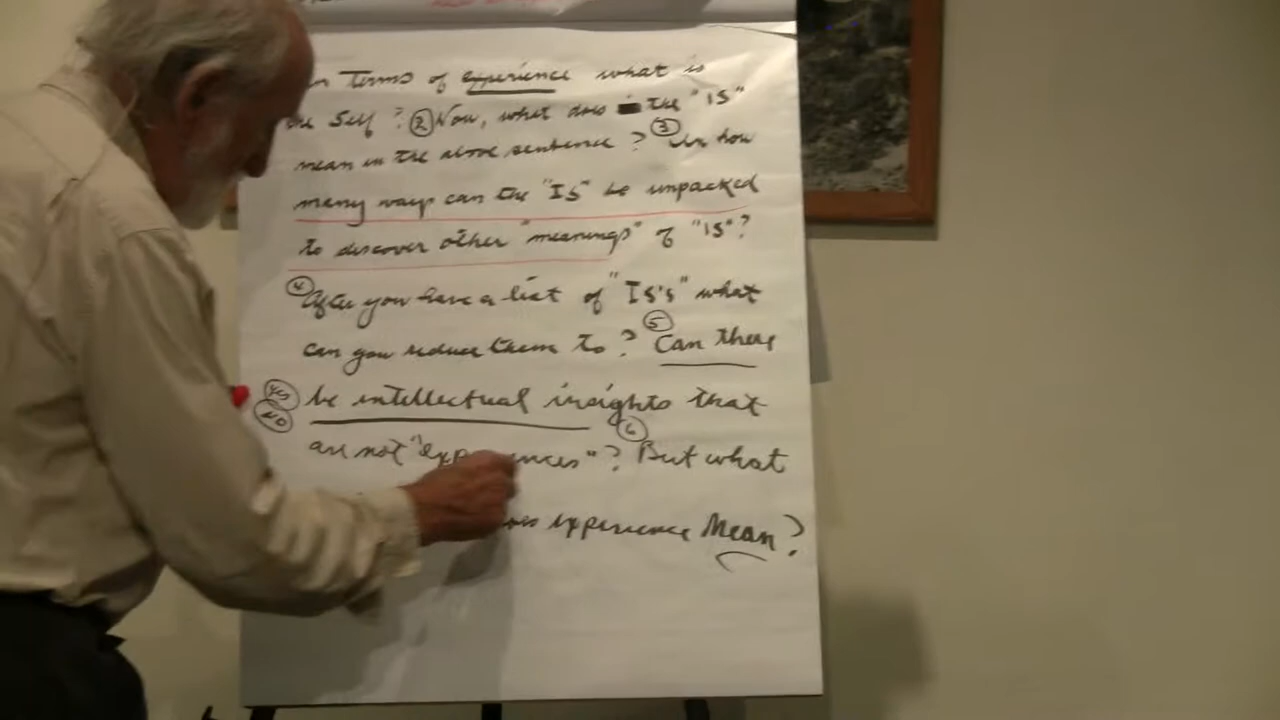 In Terms of experience what is
the Self? ② Now, what does the "IS"
mean in the above sentence? ③ In how
many ways can the "IS" be unpacked
to discover other "meanings" of "IS"?
④ After you have a list of "IS's" what
can you reduce them to? ⑤ Can there
Yes
NO
be intellectual insights that
are not "experiences"? ⑥ But what
does experience Mean?